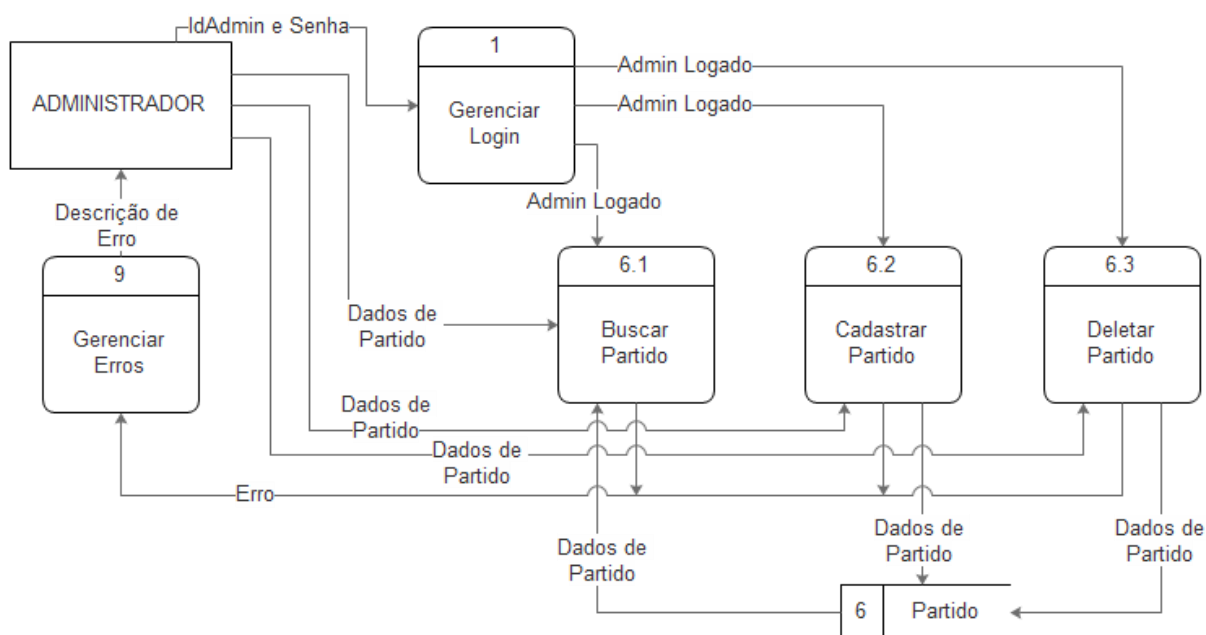 IdAdmin e Senha
1
Gerenciar
Login
Admin Logado
Admin Logado
Admin Logado
ADMINISTRADOR
Descrição de
Erro
9
Gerenciar
Erros
6.1
Buscar
Partido
6.2
Cadastrar
Partido
6.3
Deletar
Partido
Dados de
Partido
Dados de
Partido
Dados de
Partido
Erro
Dados de
Partido
Dados de
Partido
Dados de
Partido
6
Partido